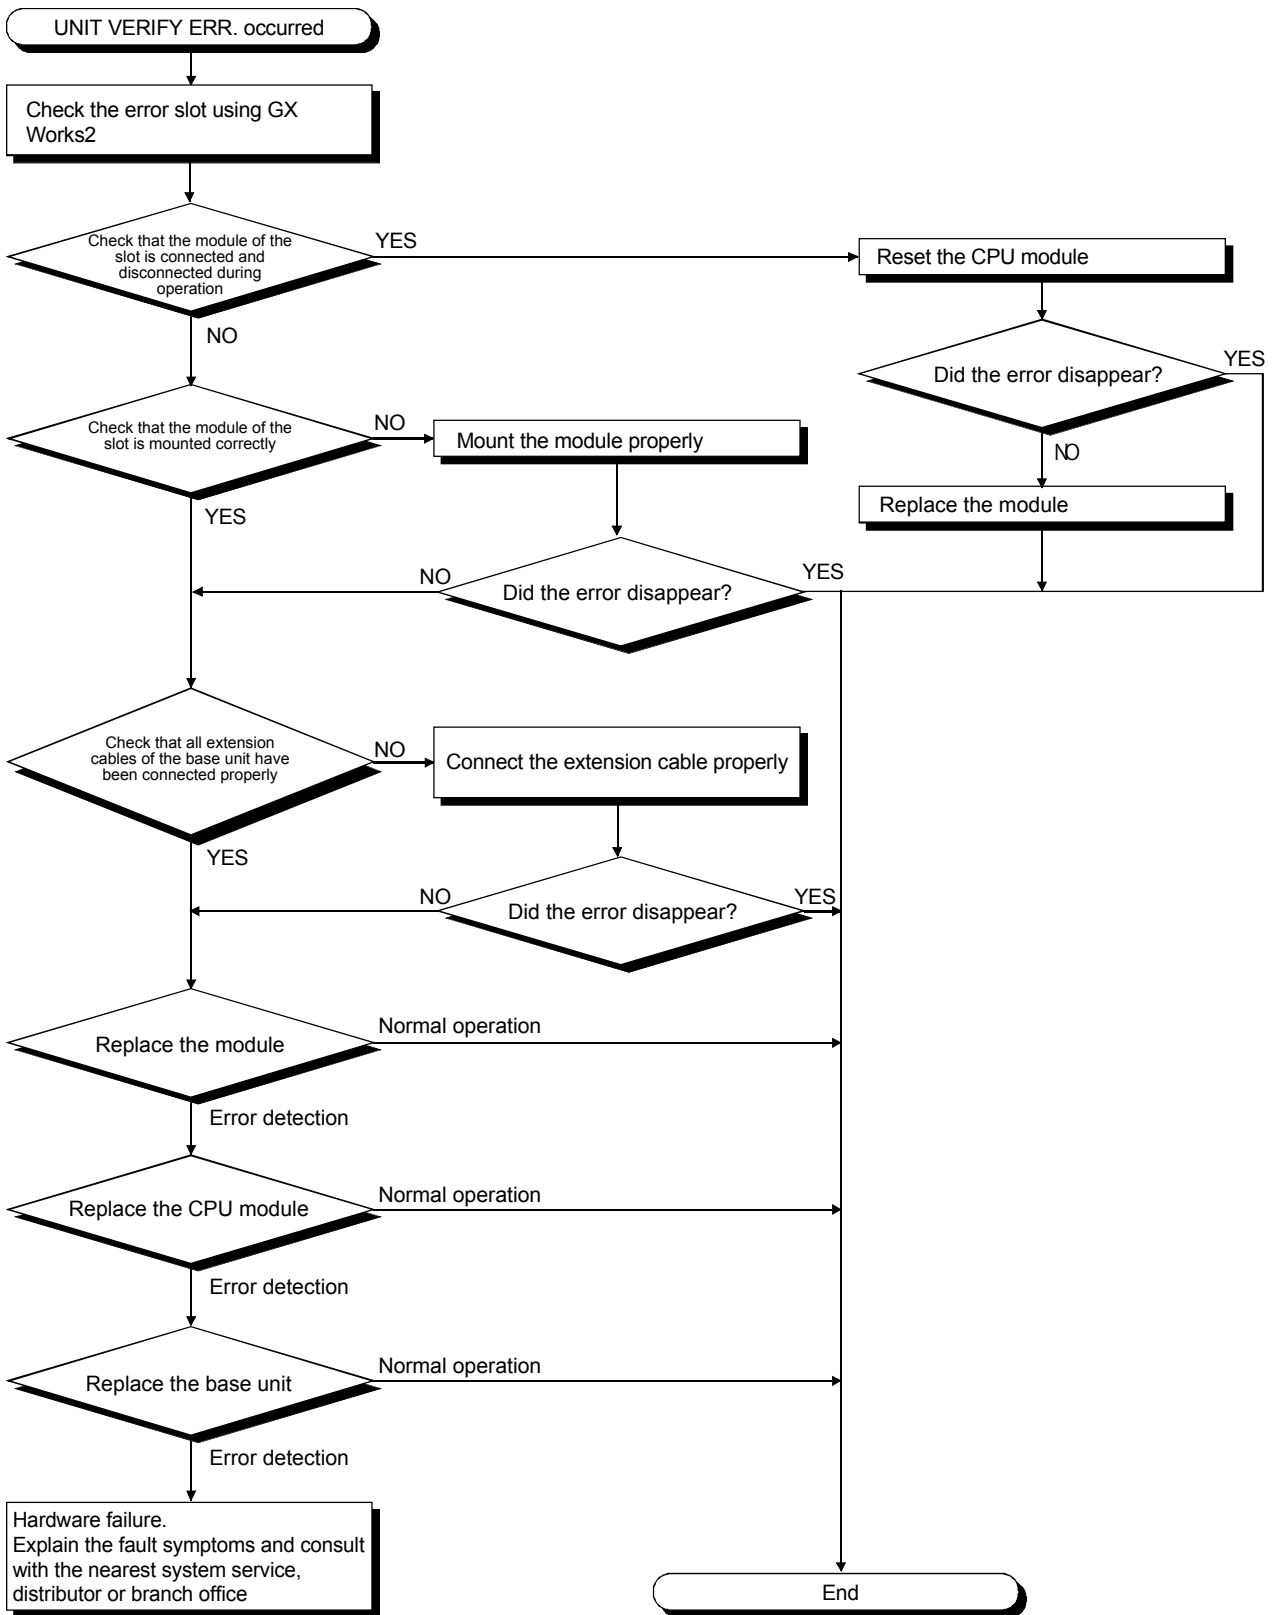 UNIT VERIFY ERR. occurred
Check the error slot using GX
Works2
Check that the module of the
slot is connected and
disconnected during
operation
YES
Reset the CPU module
NO
Did the error disappear?
YES
Check that the module of the
slot is mounted correctly
NO
Mount the module properly
NO
Replace the module
YES
NO
Did the error disappear?
YES
Check that all extension
cables of the base unit have
been connected properly
NO
Connect the extension cable properly
YES
NO
Did the error disappear?
YES
Replace the module
Normal operation
Error detection
Replace the CPU module
Normal operation
Error detection
Replace the base unit
Normal operation
Error detection
Hardware failure.
Explain the fault symptoms and consult
with the nearest system service,
distributor or branch office
End